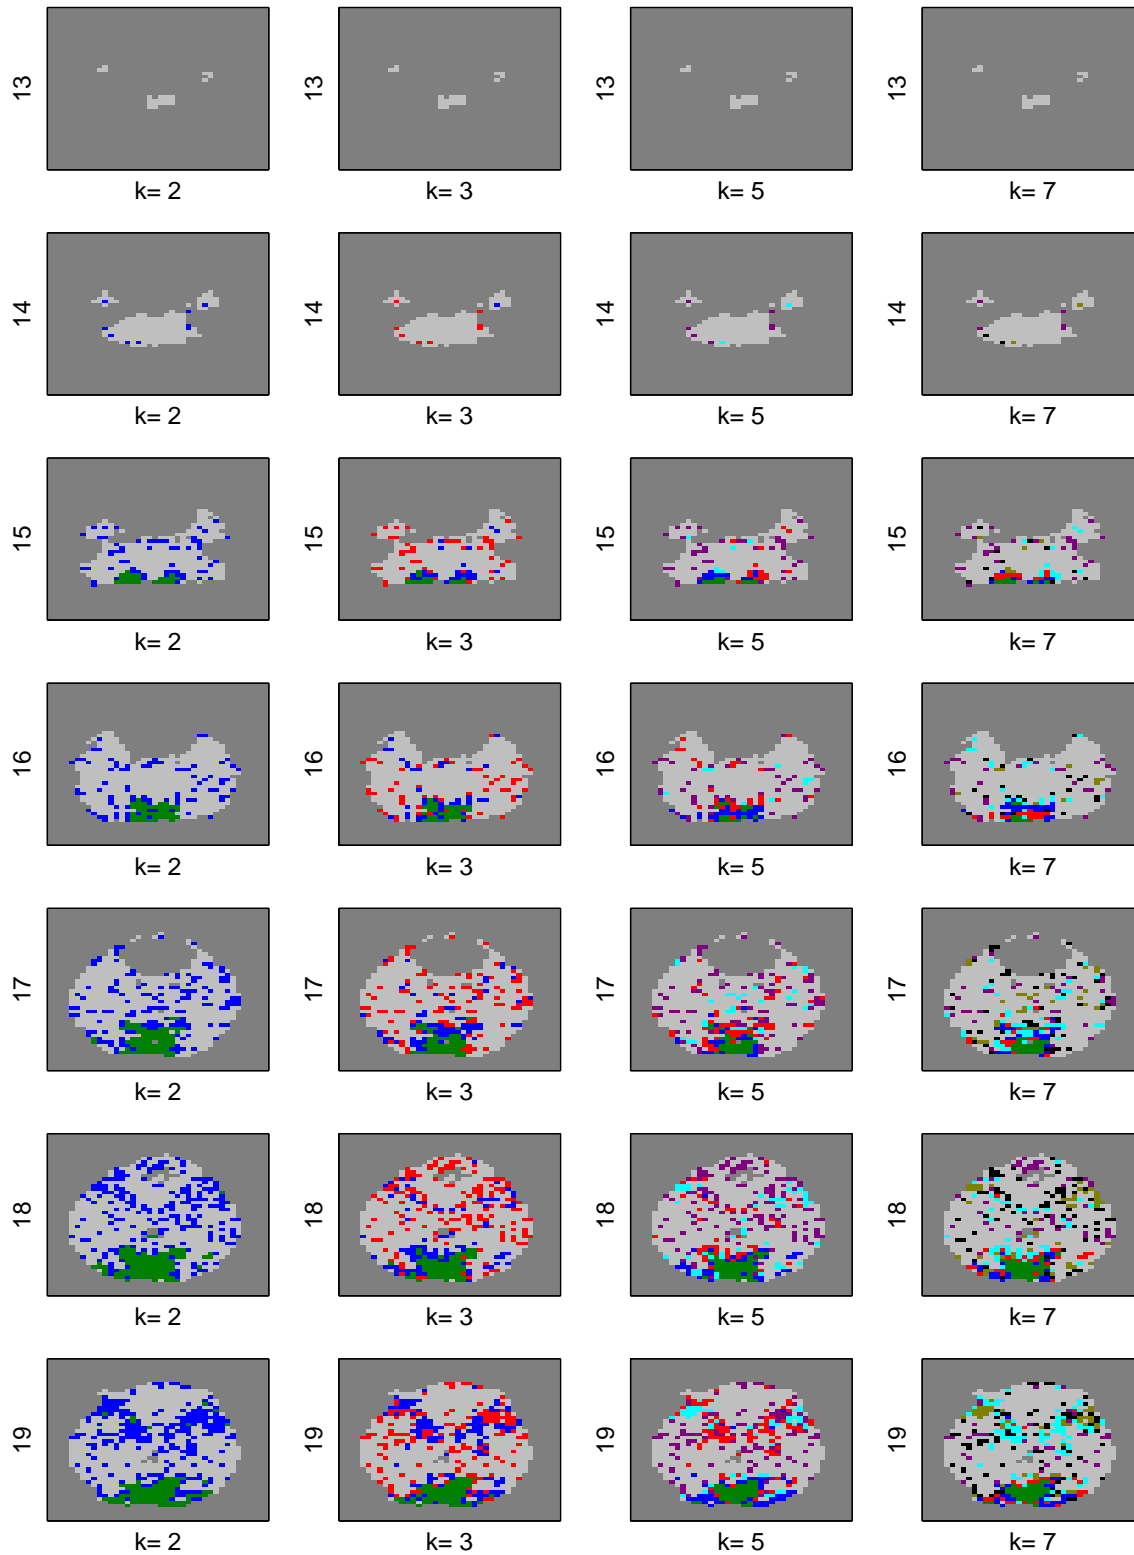 13 13 13 13
k= 2 k= 3 k= 5 k= 7
14 14 14 14
k= 2 k= 3 k= 5 k= 7
15 15 15 15
k= 2 k= 3 k= 5 k= 7
16 16 16 16
k= 2 k= 3 k= 5 k= 7
17 17 17 17
k= 2 k= 3 k= 5 k= 7
18 18 18 18
k= 2 k= 3 k= 5 k= 7
19 19 19 19
k= 2 k= 3 k= 5 k= 7